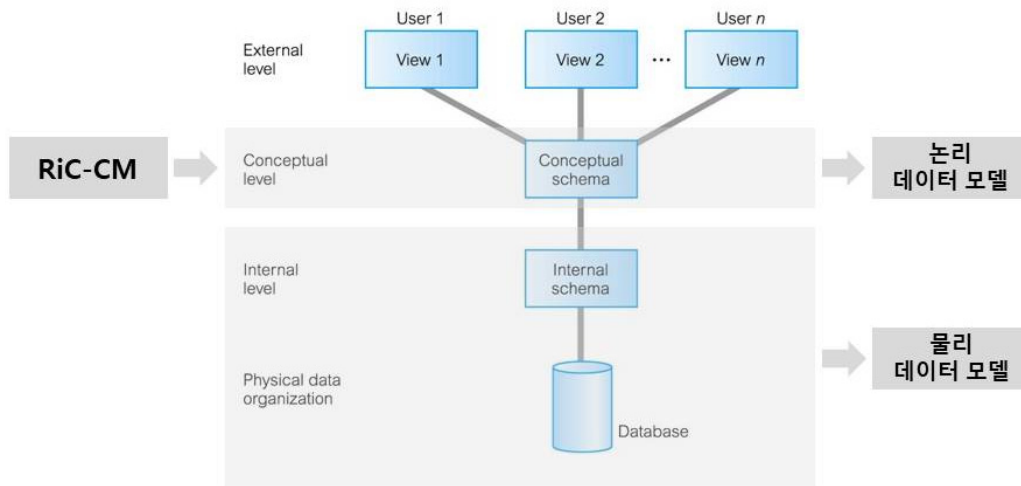 User 1
User 2
User n
External
level
View 1
View 2
...
View n
RiC-CM
Conceptual
level
Conceptual
schema
논리
데이터 모델
Internal
level
Internal
schema
물리
데이터 모델
Physical data
organization
Database